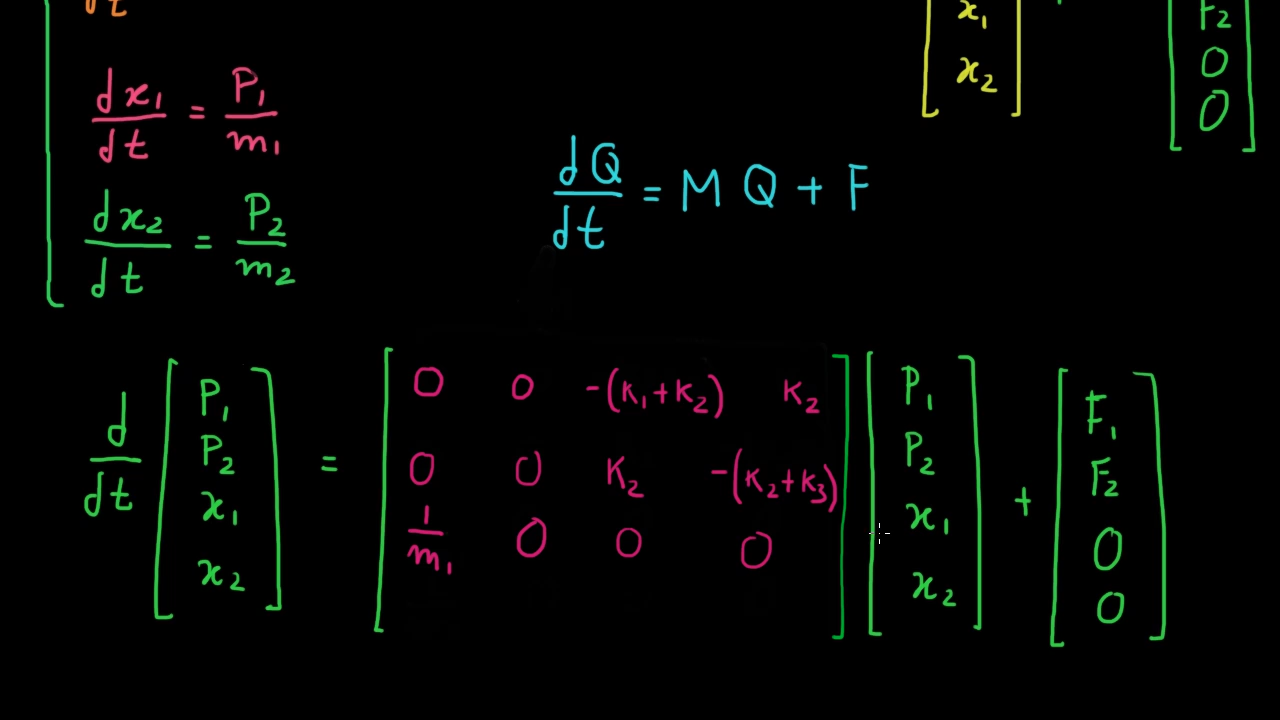 dt
x₁
x₂
F₂
0
0
dx₁/dt = P₁/m₁
dx₂/dt = P₂/m₂
dQ/dt = M Q + F
d/dt [P₁ P₂ x₁ x₂] = [0 0 -(K₁+K₂) K₂
0 0 K₂ -(K₂+K₃)
1/m₁ 0 0 0] [P₁ P₂ x₁ x₂] + [F₁ F₂ 0 0]